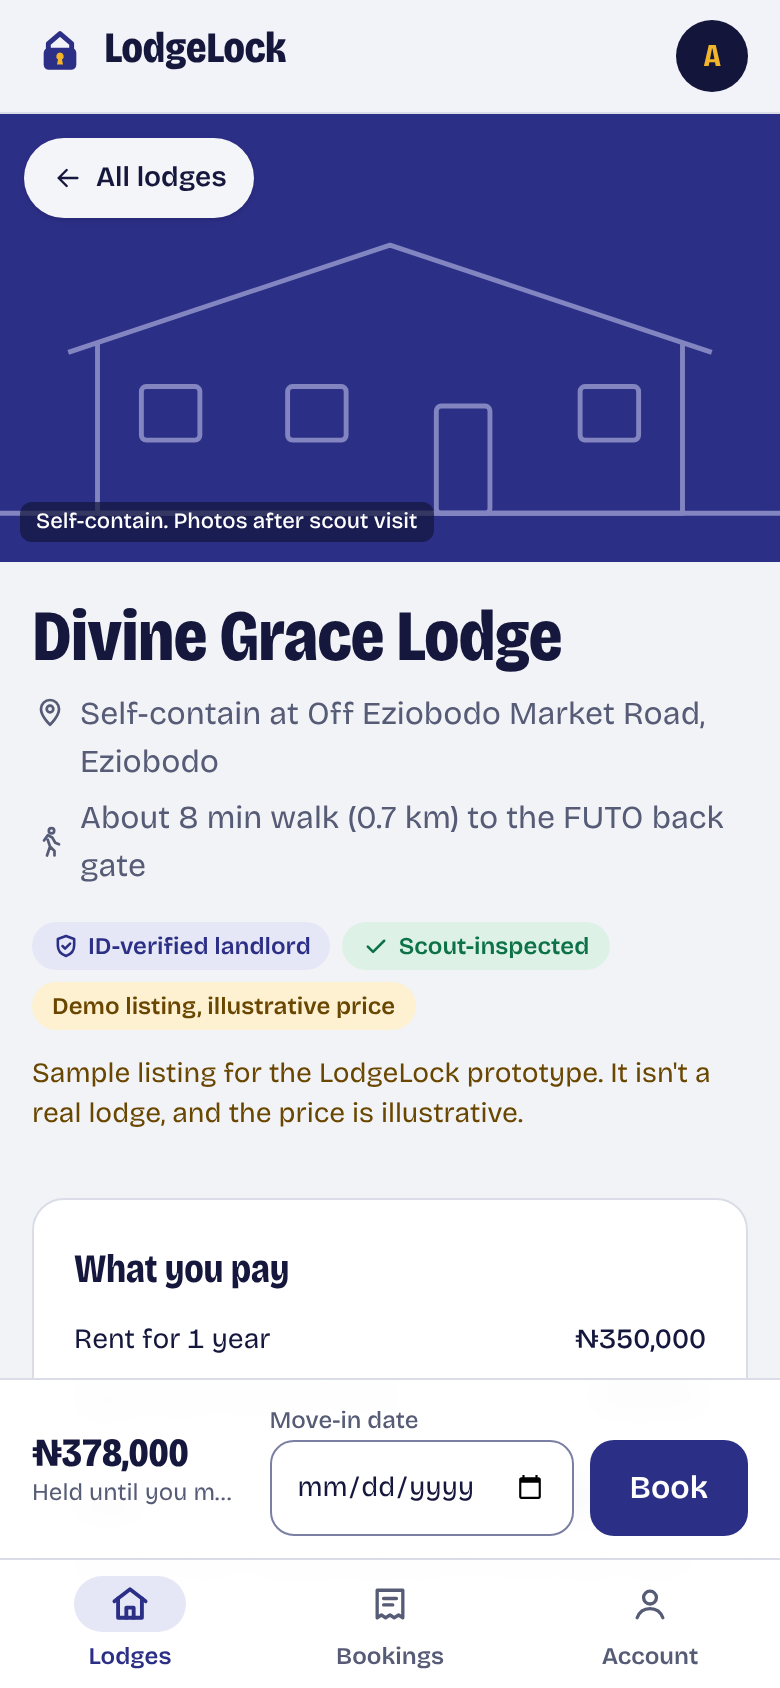 LodgeLock
A
All lodges
Self-contain. Photos after scout visit
Divine Grace Lodge
Self-contain at Off Eziobodo Market Road,
Eziobodo
About 8 min walk (0.7 km) to the FUTO back
gate
ID-verified landlord
Scout-inspected
Demo listing, illustrative price
Sample listing for the LodgeLock prototype. It isn't a
real lodge, and the price is illustrative.
What you pay
Rent for 1 year ₦350,000
Move-in date
₦378,000
Held until you m...
mm/dd/yyyy
Book
Lodges
Bookings
Account